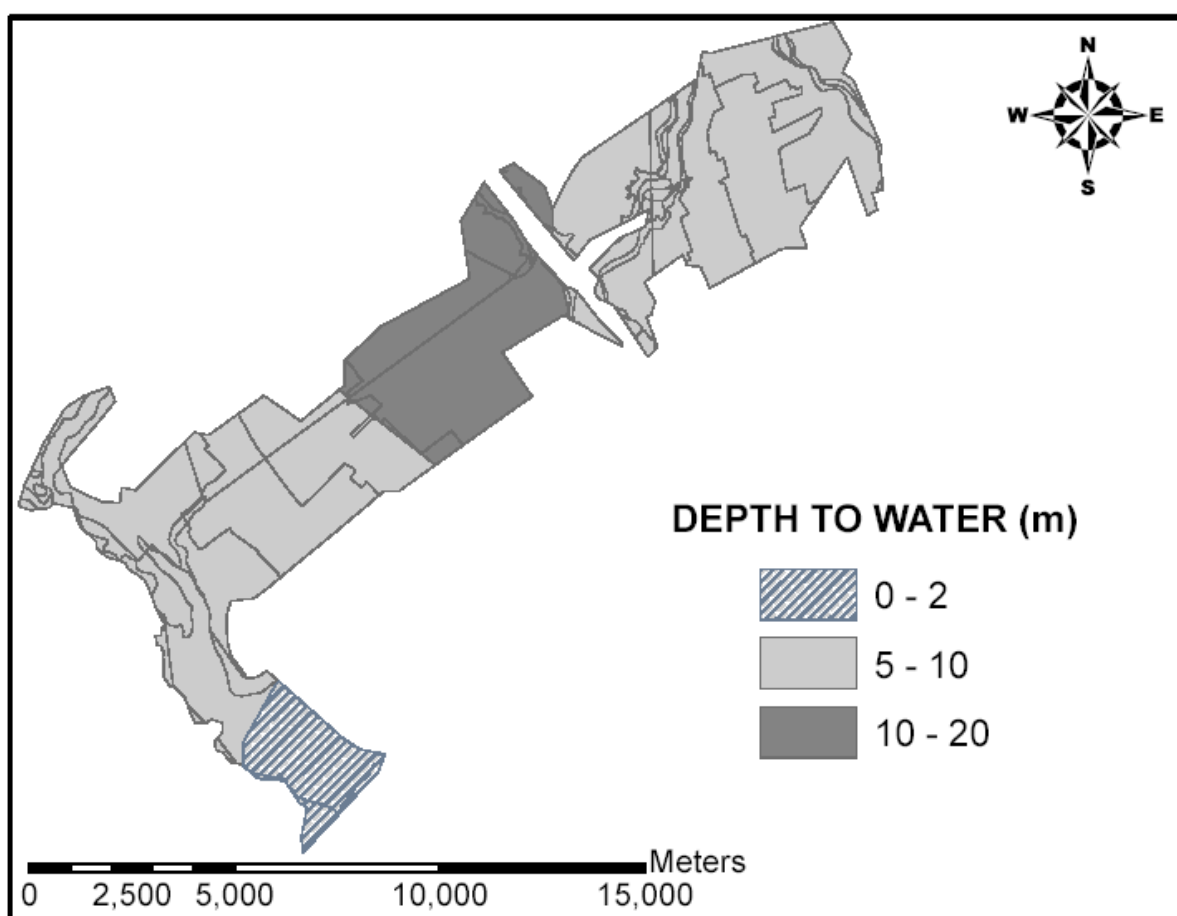 N
W E
S
DEPTH TO WATER (m)
0 - 2
5 - 10
10 - 20
Meters
0 2,500 5,000 10,000 15,000